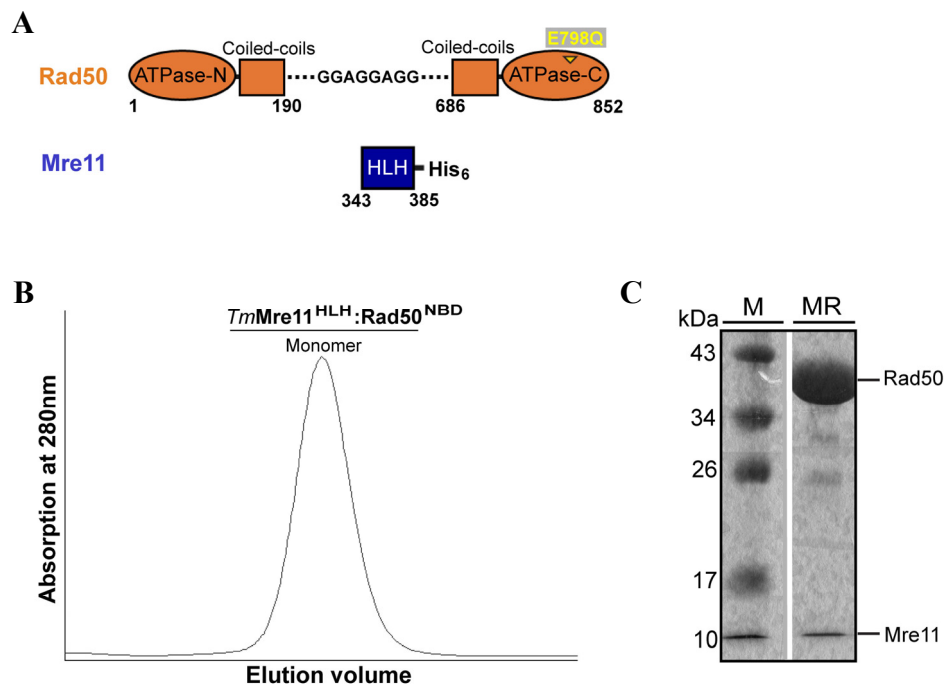 A
E798Q
Coiled-coils Coiled-coils
Rad50 ATPase-N GGAGGAGG ATPase-C
1 190 686 852
Mre11 HLH His6
343 385
B
TmMre11HLH:Rad50NBD
Monomer
Absorption at 280nm
Elution volume
C
M MR
kDa
43
Rad50
34
26
17
10 Mre11